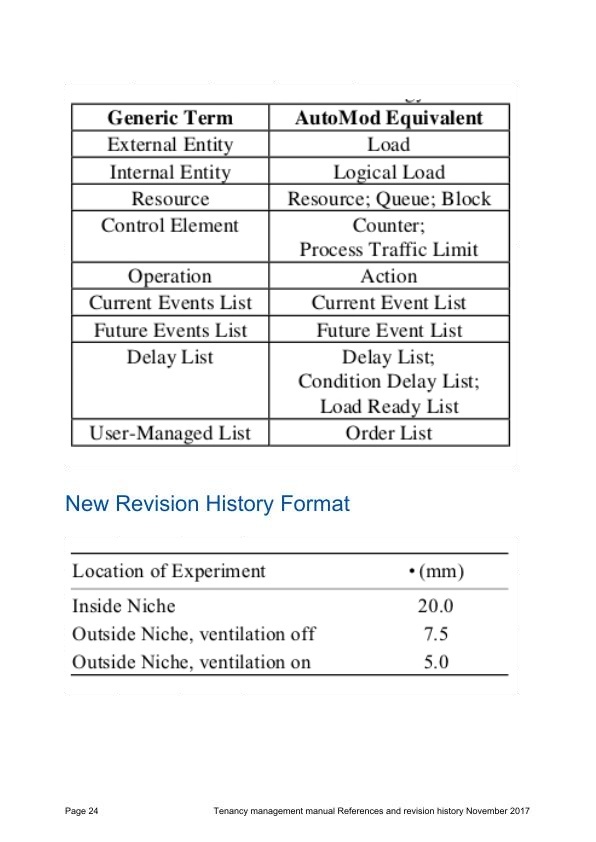 Generic Term AutoMod Equivalent
External Entity Load
Internal Entity Logical Load
Resource Resource; Queue; Block
Control Element Counter;
Process Traffic Limit
Operation Action
Current Events List Current Event List
Future Events List Future Event List
Delay List Delay List;
Condition Delay List;
Load Ready List
User-Managed List Order List
New Revision History Format
Location of Experiment • (mm)
Inside Niche 20.0
Outside Niche, ventilation off 7.5
Outside Niche, ventilation on 5.0
Page 24 Tenancy management manual References and revision history November 2017